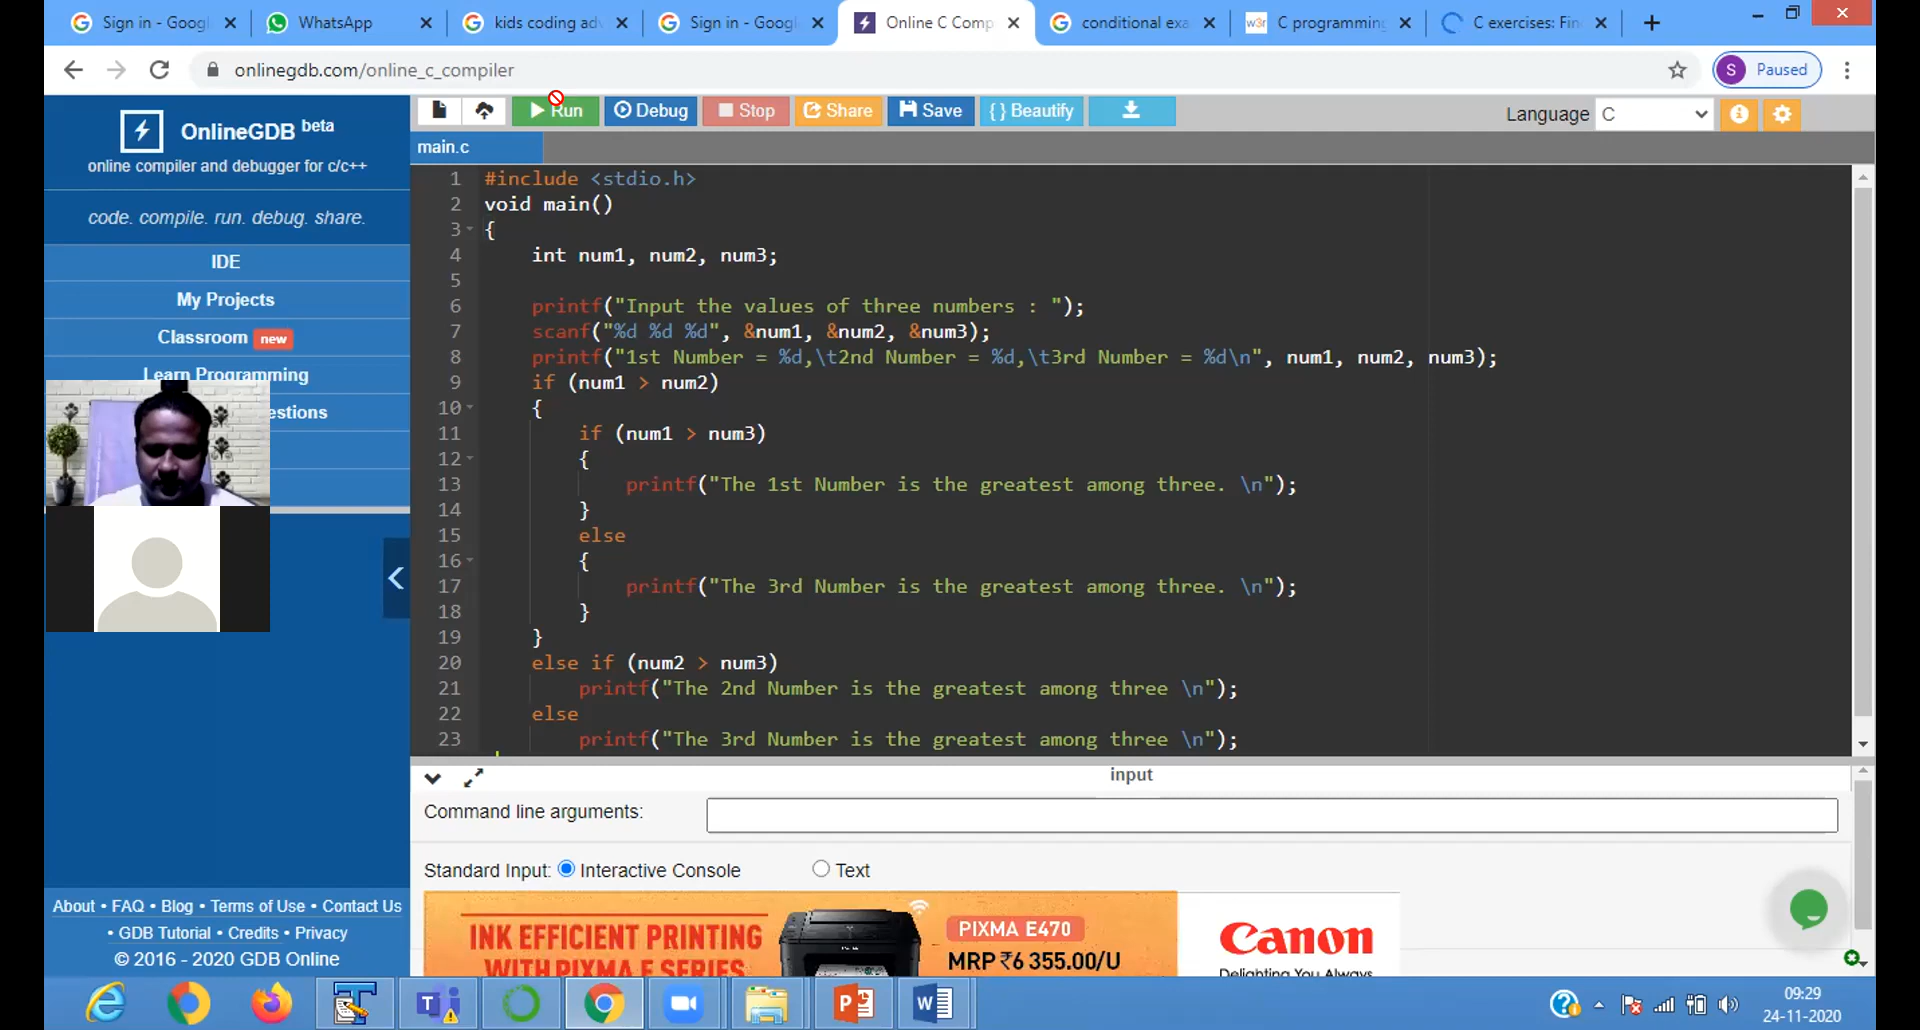 Sign in - Googl
WhatsApp
kids coding adv
Sign in - Googl
Online C Comp
conditional exa
w3r C programming
C exercises: Fin
onlinegdb.com/online_c_compiler
S Paused
OnlineGDB beta
online compiler and debugger for c/c++
code. compile. run. debug. share.
IDE
My Projects
Classroom new
Learn Programming
estions
About • FAQ • Blog • Terms of Use • Contact Us
• GDB Tutorial • Credits • Privacy
© 2016 - 2020 GDB Online
Run Debug Stop Share Save { } Beautify
Language C
main.c
1 #include <stdio.h>
2 void main()
3 {
4 int num1, num2, num3;
5
6 printf("Input the values of three numbers : ");
7 scanf("%d %d %d", &num1, &num2, &num3);
8 printf("1st Number = %d,\t2nd Number = %d,\t3rd Number = %d\n", num1, num2, num3);
9 if (num1 > num2)
10 {
11 if (num1 > num3)
12 {
13 printf("The 1st Number is the greatest among three. \n");
14 }
15 else
16 {
17 printf("The 3rd Number is the greatest among three. \n");
18 }
19 }
20 else if (num2 > num3)
21 printf("The 2nd Number is the greatest among three \n");
22 else
23 printf("The 3rd Number is the greatest among three \n");
input
Command line arguments:
Standard Input: Interactive Console Text
INK EFFICIENT PRINTING
WITH PIXMA E SERIES
PIXMA E470
MRP ₹6 355.00/U
Canon
Delighting You Always
09:29
24-11-2020